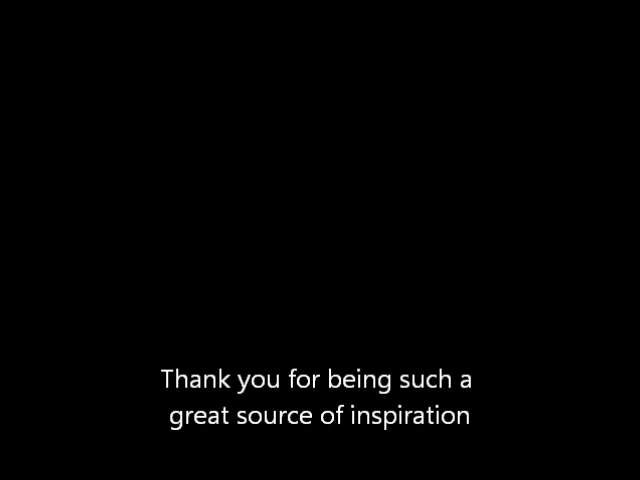 Thank you for being such a
great source of inspiration